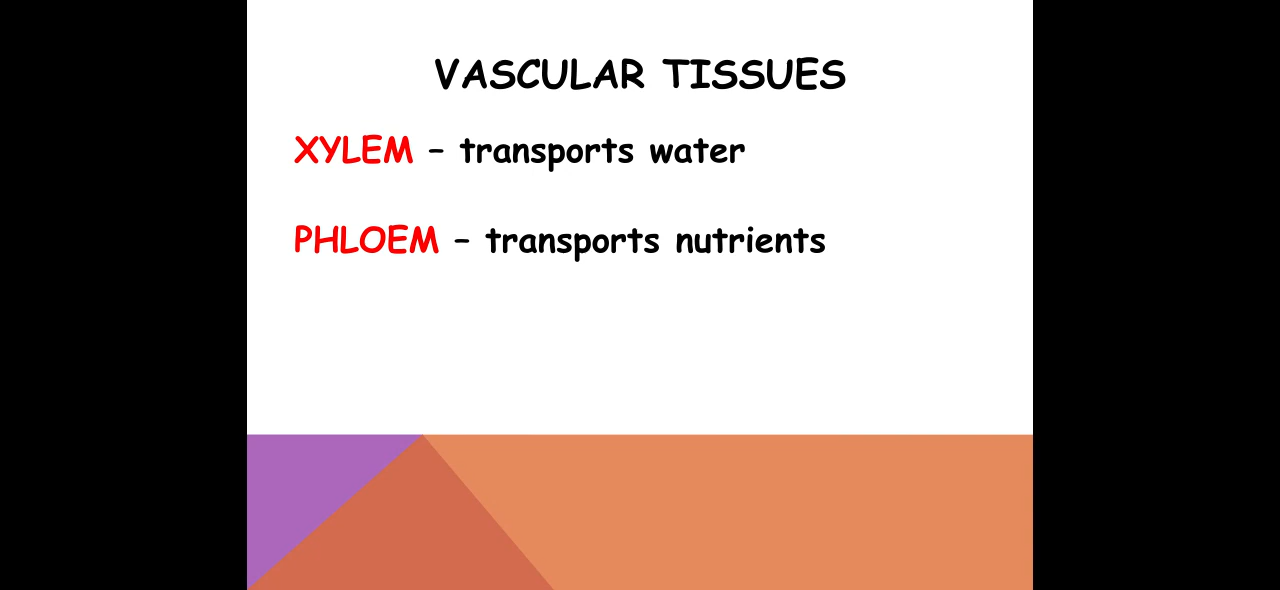 VASCULAR TISSUES
XYLEM – transports water
PHLOEM – transports nutrients